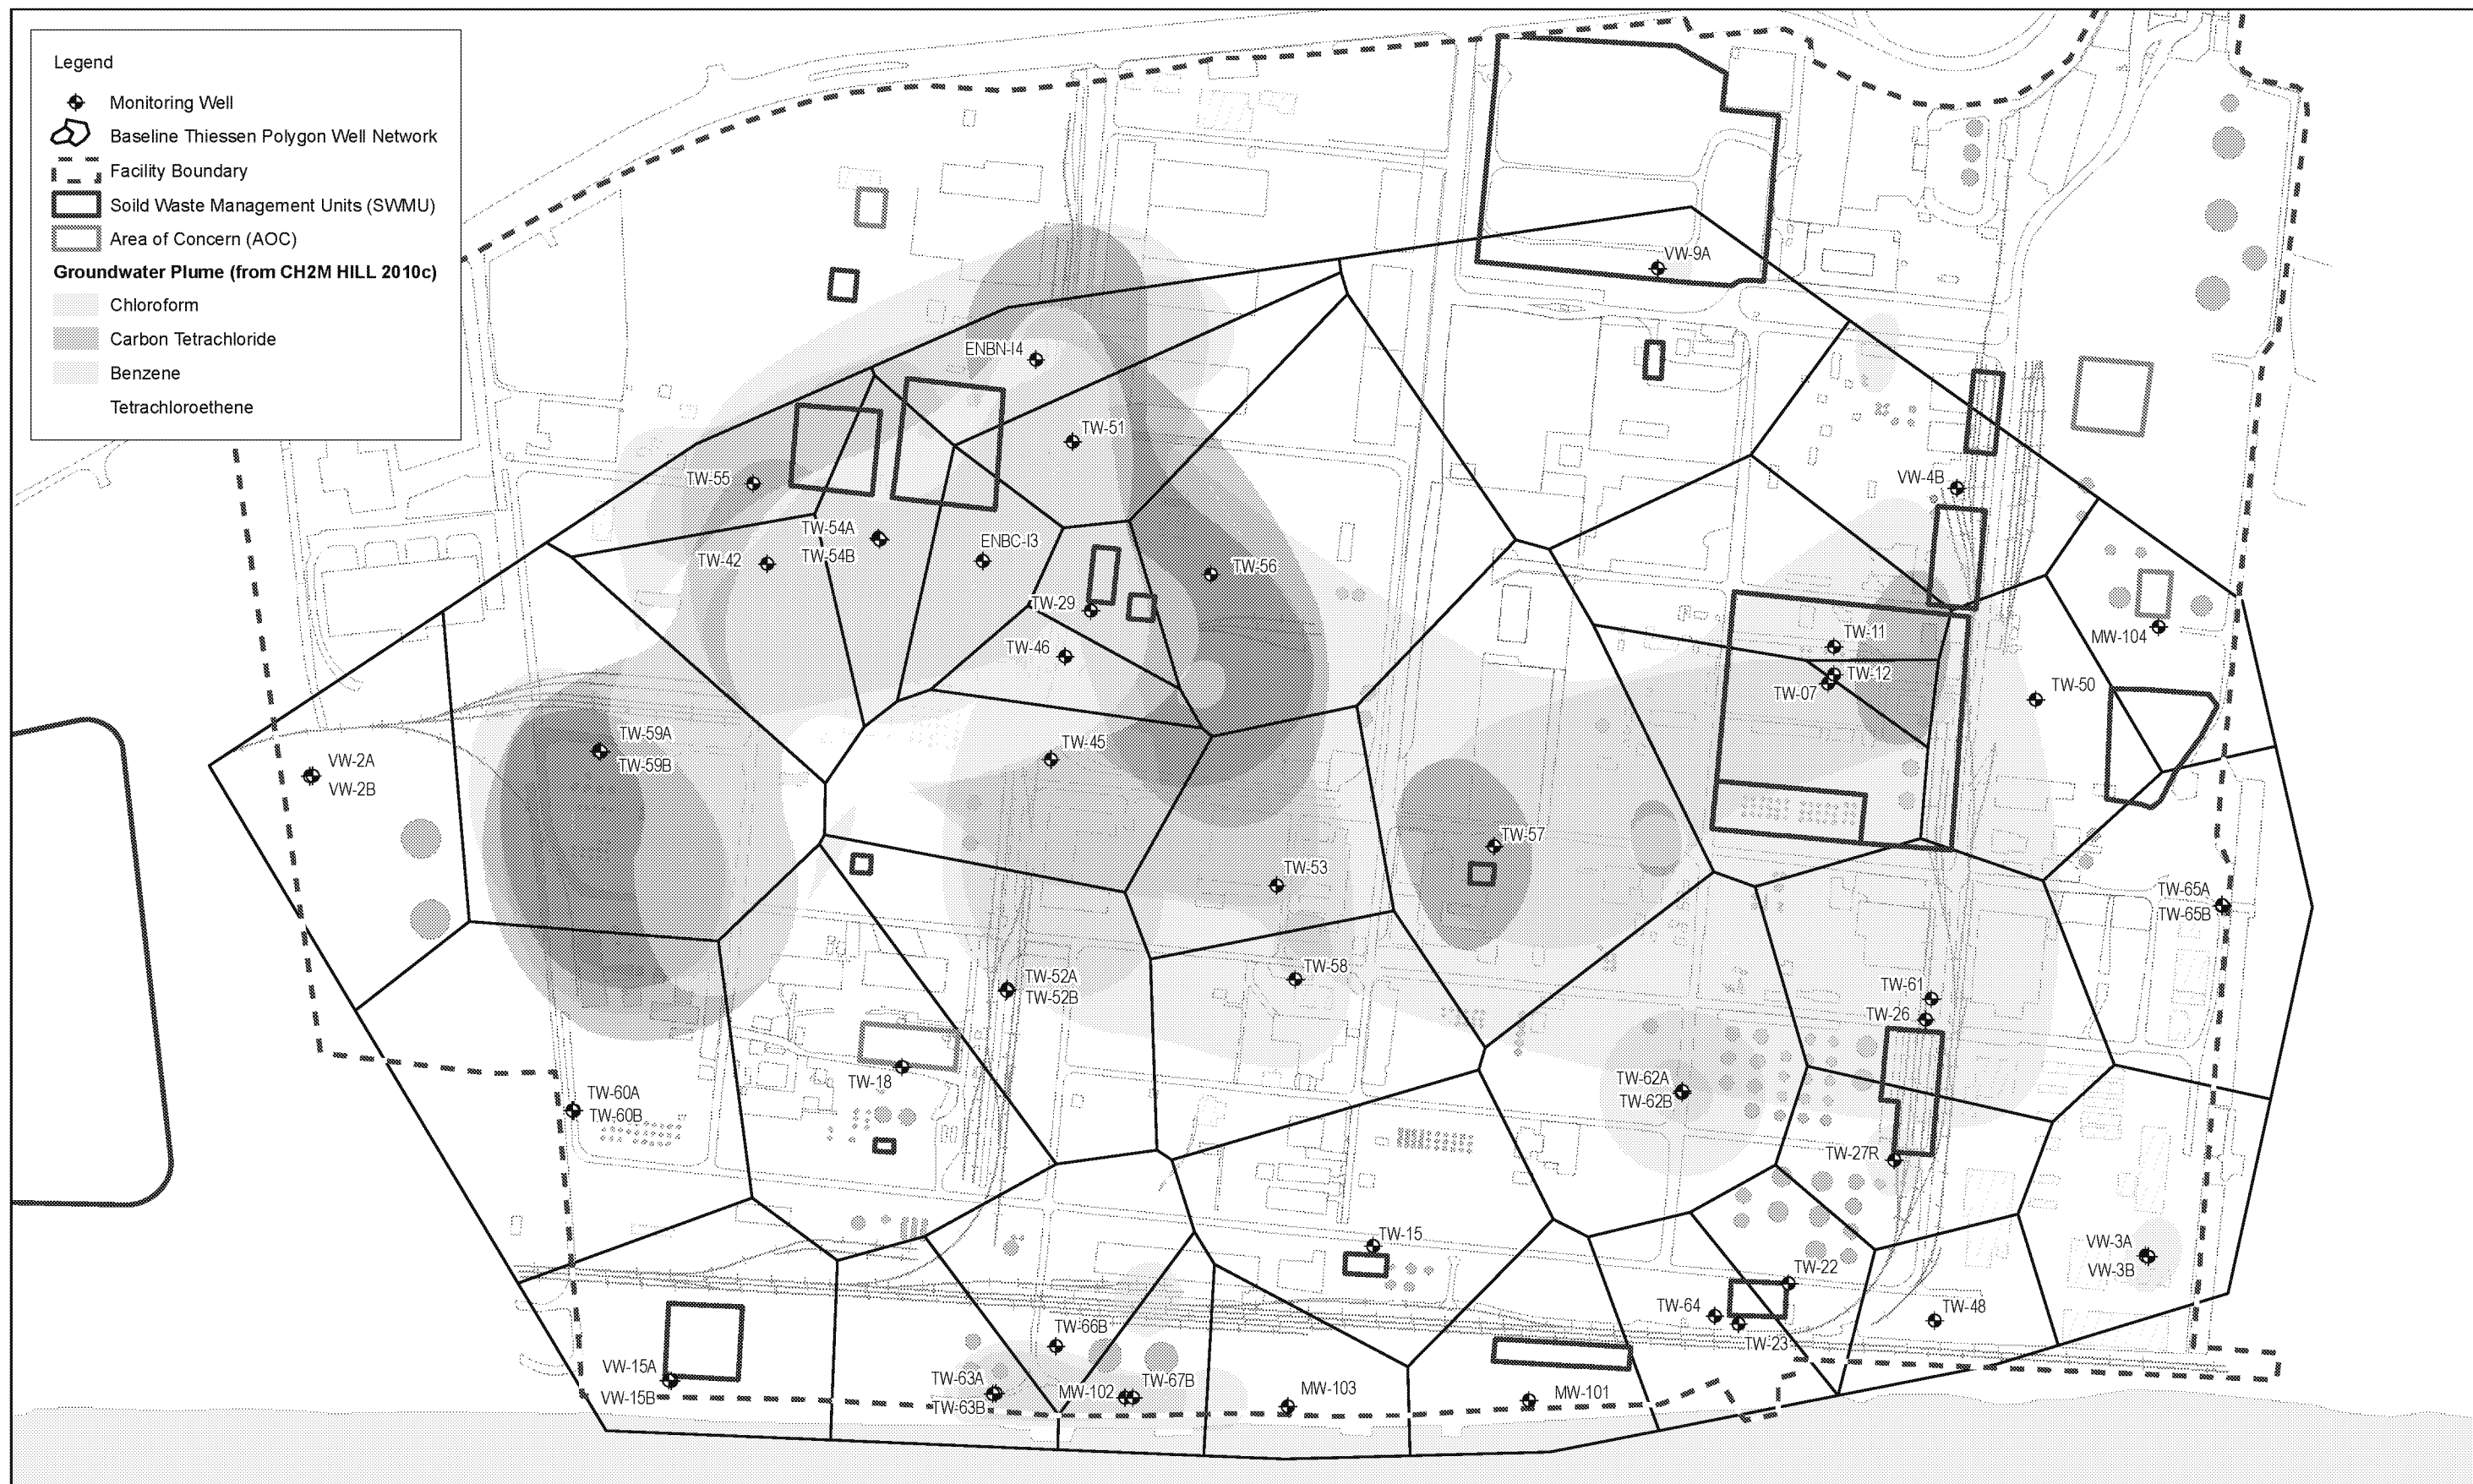 Legend
Monitoring Well
Baseline Thiessen Polygon Well Network
Facility Boundary
Soild Waste Management Units (SWMU)
Area of Concern (AOC)
Groundwater Plume (from CH2M HILL 2010c)
Chloroform
Carbon Tetrachloride
Benzene
Tetrachloroethene
VW-9A
ENBN-I4
TW-51
TW-55
VW-4B
TW-54A
TW-54B
ENBC-I3
TW-42
TW-56
TW-29
TW-46
TW-11
TW-12
TW-07
MW-104
TW-50
TW-59A
TW-59B
TW-45
VW-2A
VW-2B
TW-57
TW-53
TW-65A
TW-65B
TW-58
TW-52A
TW-52B
TW-61
TW-26
TW-18
TW-62A
TW-62B
TW-60A
TW-60B
TW-27R
TW-15
VW-3A
VW-3B
TW-22
TW-64
TW-23
TW-48
TW-66B
VW-15A
VW-15B
TW-63A
TW-63B
MW-102
TW-67B
MW-103
MW-101